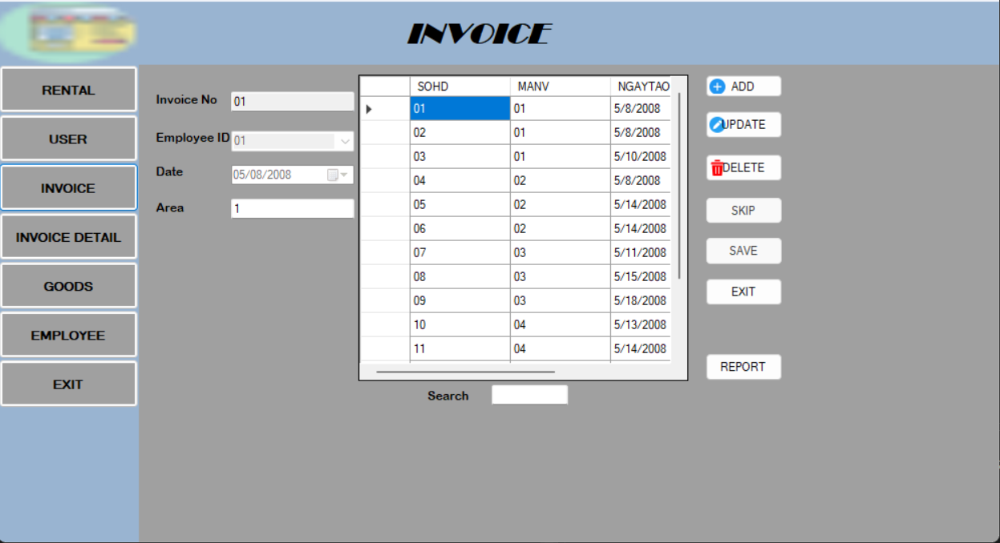 INVOICE
RENTAL
USER
INVOICE
INVOICE DETAIL
GOODS
EMPLOYEE
EXIT
Invoice No 01
Employee ID 01
Date 05/08/2008
Area 1
SOHD MANV NGAYTAO
01 01 5/8/2008
02 01 5/8/2008
03 01 5/10/2008
04 02 5/8/2008
05 02 5/14/2008
06 02 5/14/2008
07 03 5/11/2008
08 03 5/15/2008
09 03 5/18/2008
10 04 5/13/2008
11 04 5/14/2008
Search
ADD
UPDATE
DELETE
SKIP
SAVE
EXIT
REPORT